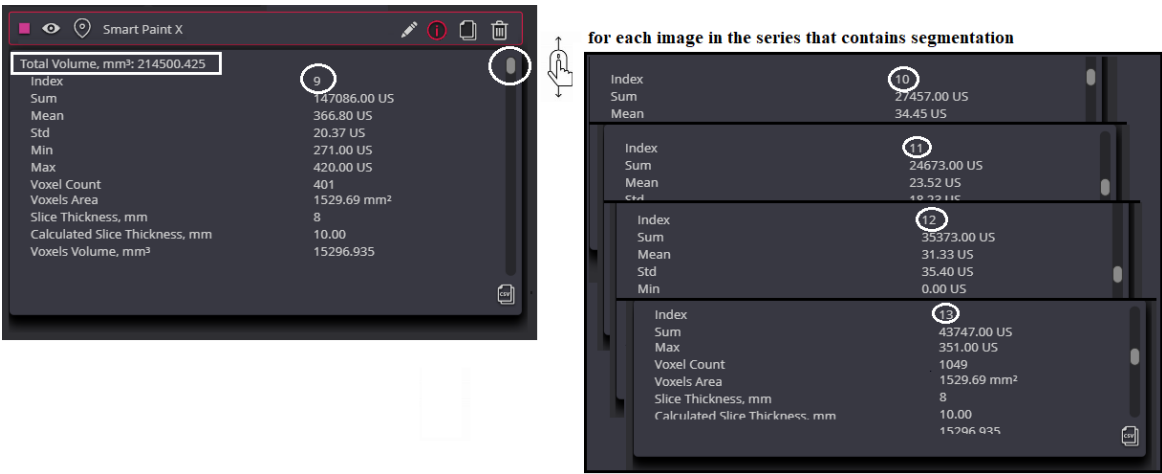 Smart Paint X
Total Volume, mm³: 214500.425
Index 9
Sum 147086.00 US
Mean 366.80 US
Std 20.37 US
Min 271.00 US
Max 420.00 US
Voxel Count 401
Voxels Area 1529.69 mm²
Slice Thickness, mm 8
Calculated Slice Thickness, mm 10.00
Voxels Volume, mm³ 15296.935
CSV
for each image in the series that contains segmentation
Index 10
Sum 27457.00 US
Mean 34.45 US
Index 11
Sum 24673.00 US
Mean 23.52 US
Std 18.23 US
Index 12
Sum 35373.00 US
Mean 31.33 US
Std 35.40 US
Min 0.00 US
Index 13
Sum 43747.00 US
Max 351.00 US
Voxel Count 1049
Voxels Area 1529.69 mm²
Slice Thickness, mm 8
Calculated Slice Thickness, mm 10.00
15296.935
CSV